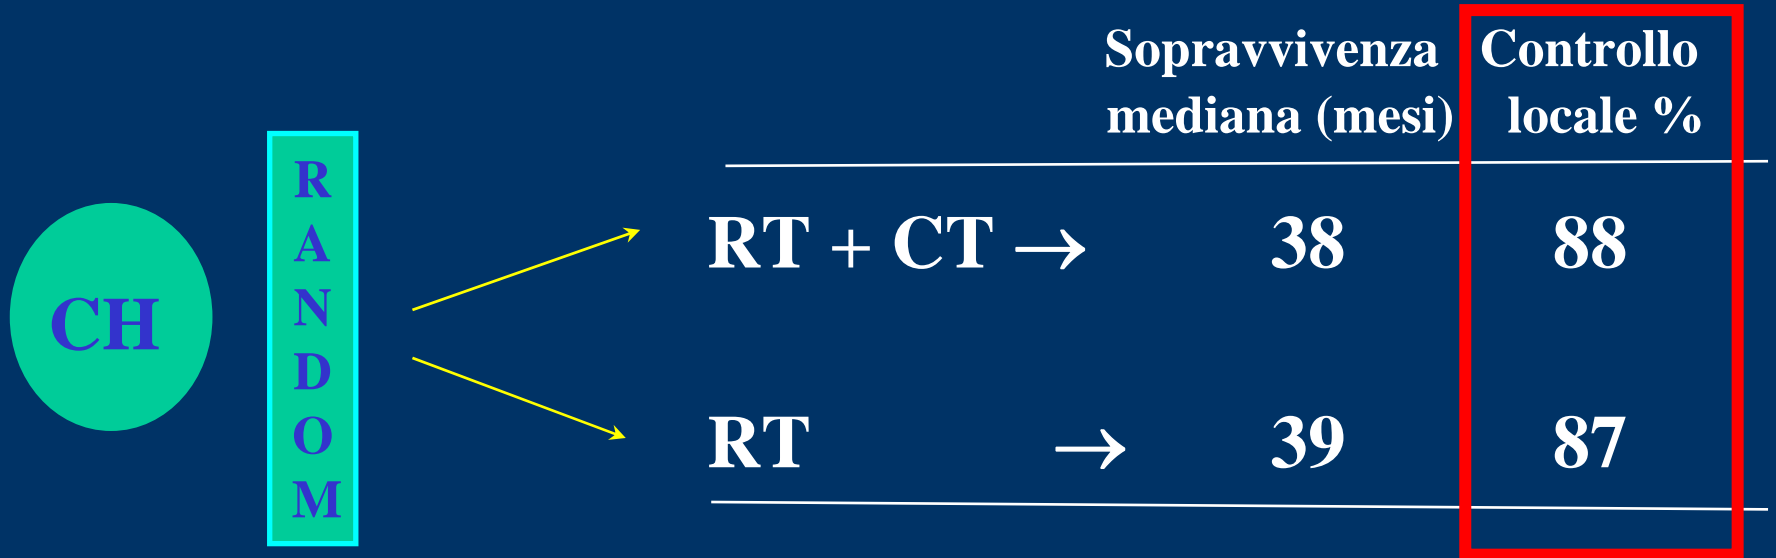 Sopravvivenza Controllo
mediana (mesi) locale %
CH
R
A
N
D
O
M
RT + CT → 38 88
RT → 39 87